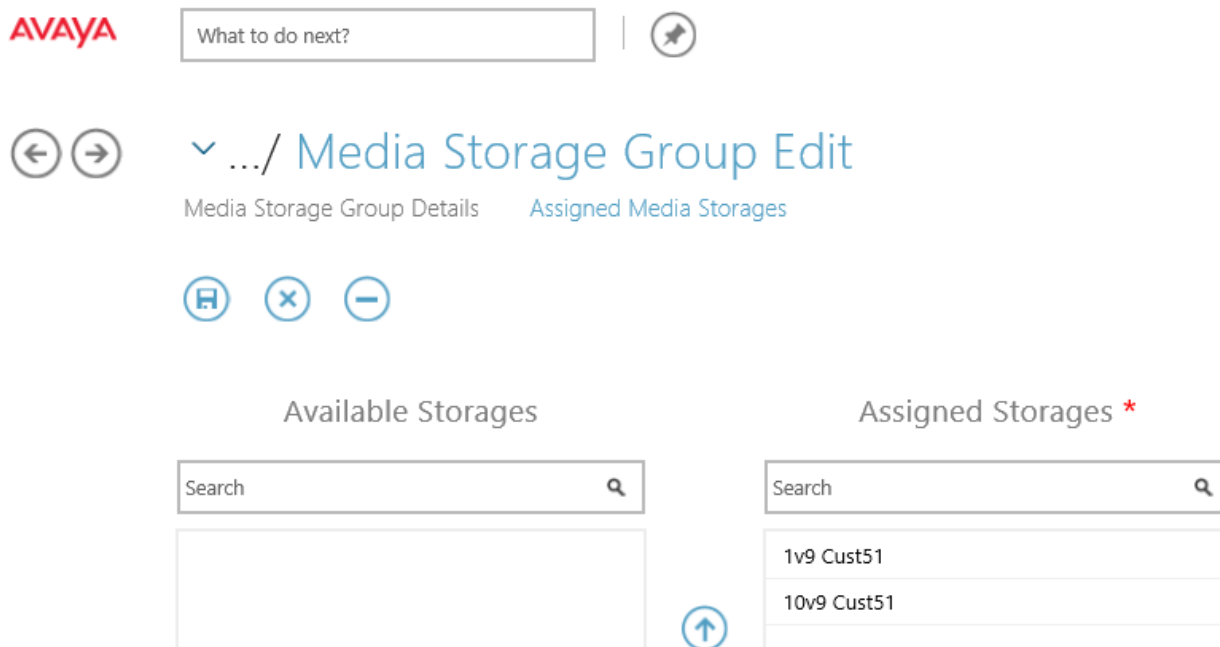 AVAYA
What to do next?
.../ Media Storage Group Edit
Media Storage Group Details Assigned Media Storages
Available Storages Assigned Storages *
Search Search
1v9 Cust51
10v9 Cust51